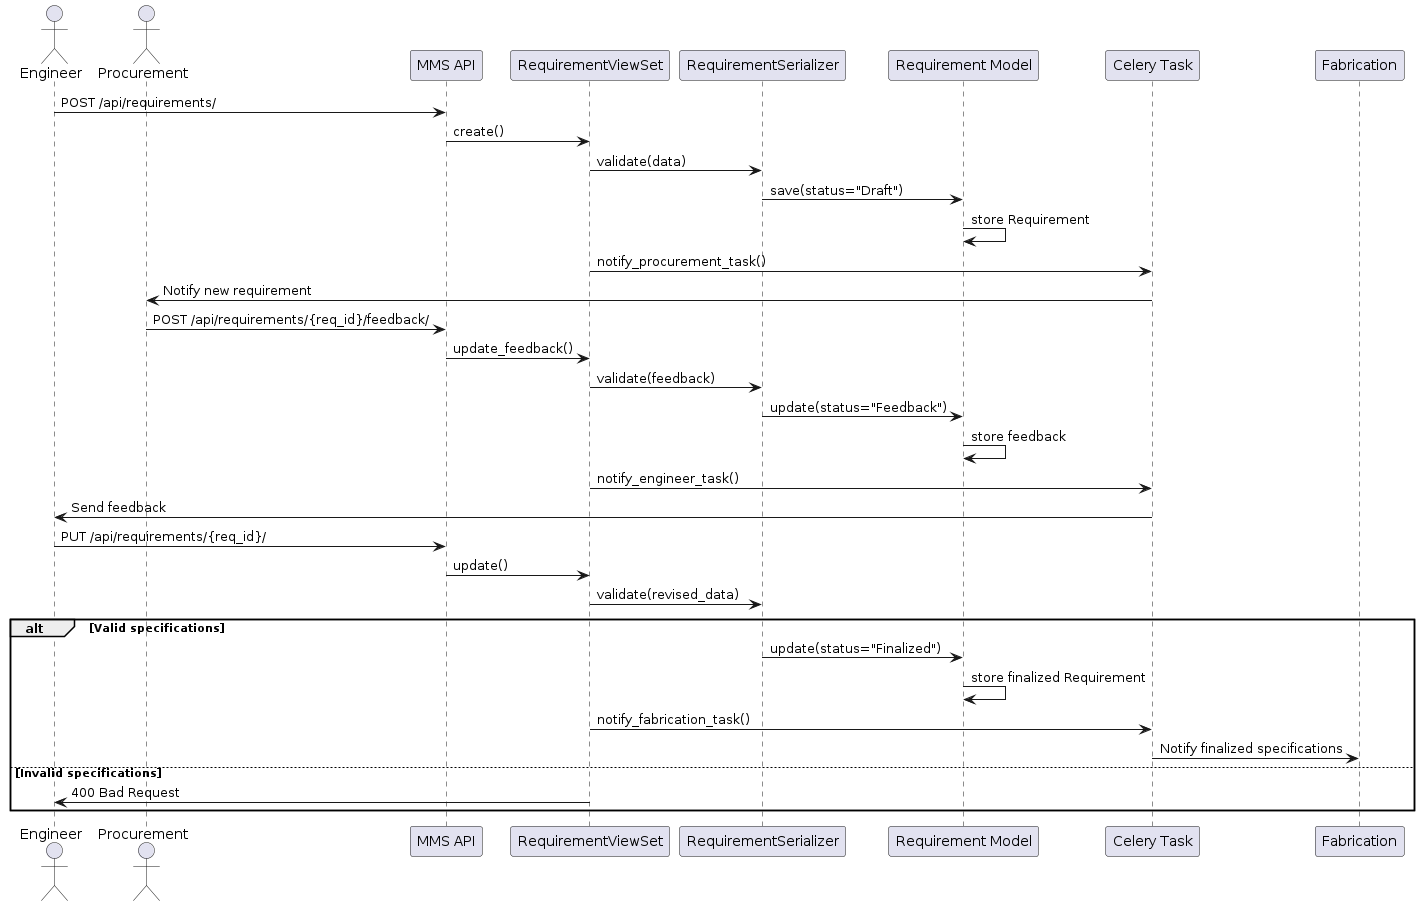 Engineer
Procurement
MMS API
RequirementViewSet
RequirementSerializer
Requirement Model
Celery Task
Fabrication
POST /api/requirements/
create()
validate(data)
save(status="Draft")
store Requirement
notify_procurement_task()
Notify new requirement
POST /api/requirements/{req_id}/feedback/
update_feedback()
validate(feedback)
update(status="Feedback")
store feedback
notify_engineer_task()
Send feedback
PUT /api/requirements/{req_id}/
update()
validate(revised_data)
alt
[Valid specifications]
update(status="Finalized")
store finalized Requirement
notify_fabrication_task()
Notify finalized specifications
[Invalid specifications]
400 Bad Request
Engineer
Procurement
MMS API
RequirementViewSet
RequirementSerializer
Requirement Model
Celery Task
Fabrication